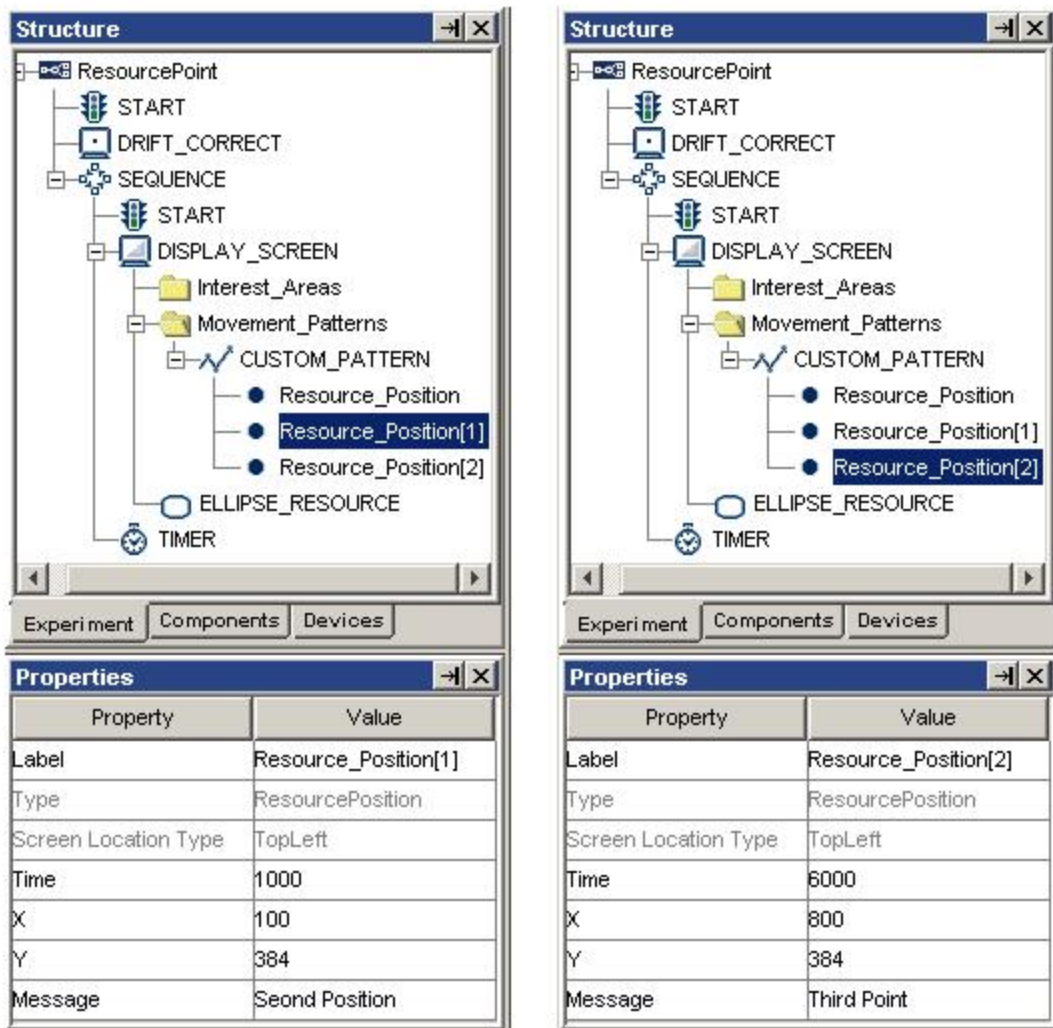 Structure
ResourcePoint
START
DRIFT_CORRECT
SEQUENCE
START
DISPLAY_SCREEN
Interest_Areas
Movement_Patterns
CUSTOM_PATTERN
Resource_Position
Resource_Position[1]
Resource_Position[2]
ELLIPSE_RESOURCE
TIMER
Experiment Components Devices
Properties
Property Value
Label Resource_Position[1]
Type ResourcePosition
Screen Location Type TopLeft
Time 1000
X 100
Y 384
Message Seond Position
Structure
ResourcePoint
START
DRIFT_CORRECT
SEQUENCE
START
DISPLAY_SCREEN
Interest_Areas
Movement_Patterns
CUSTOM_PATTERN
Resource_Position
Resource_Position[1]
Resource_Position[2]
ELLIPSE_RESOURCE
TIMER
Experiment Components Devices
Properties
Property Value
Label Resource_Position[2]
Type ResourcePosition
Screen Location Type TopLeft
Time 6000
X 800
Y 384
Message Third Point